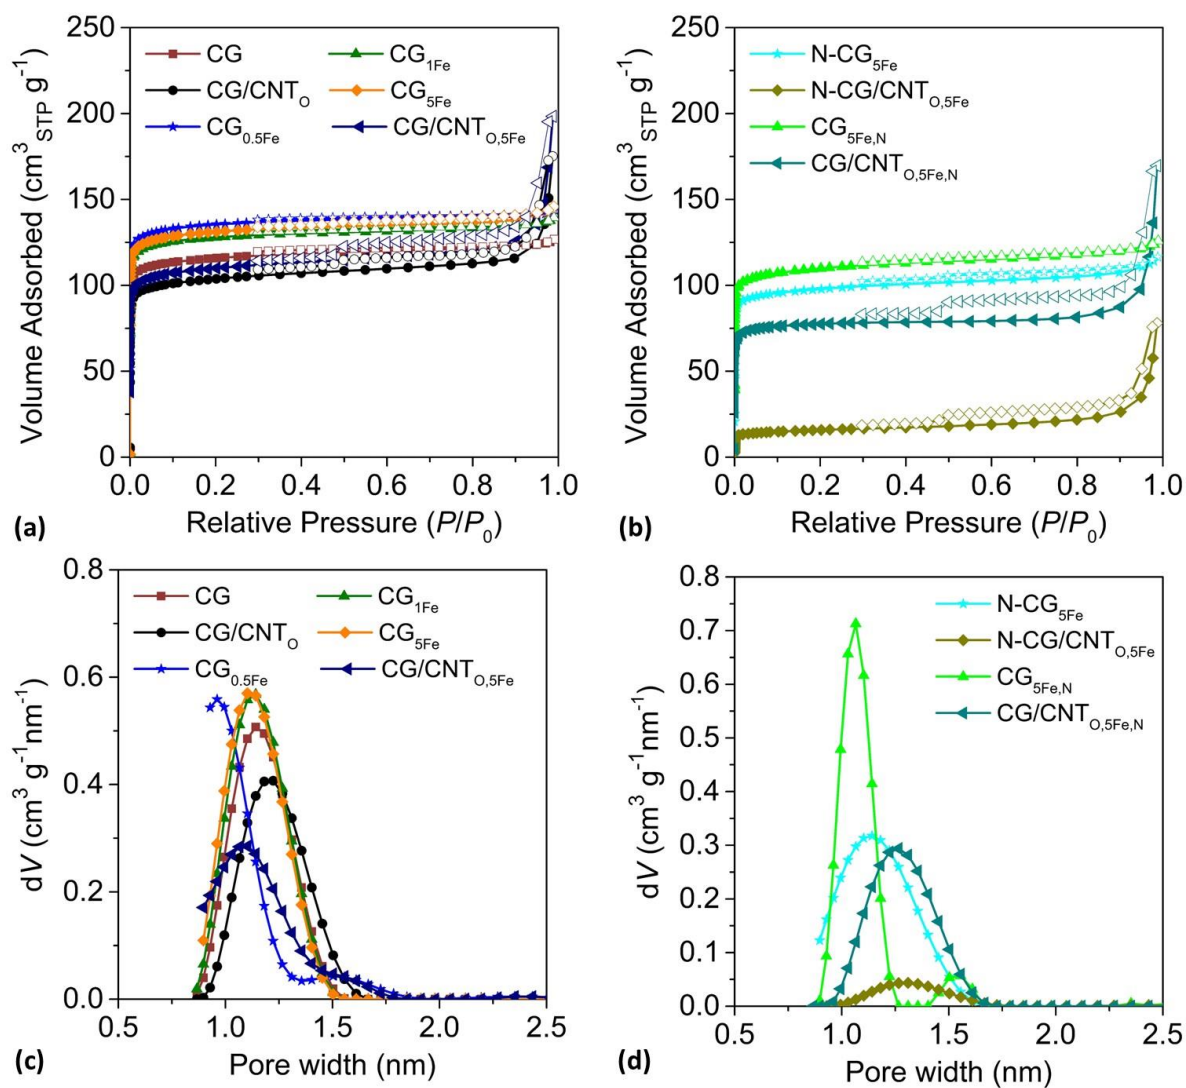 250
200
150
100
50
0
Volume Adsorbed (cm³STP g⁻¹)
CG
CG/CNTO
CG0.5Fe
CG1Fe
CG5Fe
CG/CNTO,5Fe
0.0 0.2 0.4 0.6 0.8 1.0
Relative Pressure (P/P0)
(a)
250
200
150
100
50
0
Volume Adsorbed (cm³STP g⁻¹)
N-CG5Fe
N-CG/CNTO,5Fe
CG5Fe,N
CG/CNTO,5Fe,N
0.0 0.2 0.4 0.6 0.8 1.0
Relative Pressure (P/P0)
(b)
0.8
0.6
0.4
0.2
0.0
dV (cm³ g⁻¹nm⁻¹)
CG
CG/CNTO
CG0.5Fe
CG1Fe
CG5Fe
CG/CNTO,5Fe
0.5 1.0 1.5 2.0 2.5
Pore width (nm)
(c)
0.8
0.7
0.6
0.5
0.4
0.3
0.2
0.1
0.0
dV (cm³ g⁻¹nm⁻¹)
N-CG5Fe
N-CG/CNTO,5Fe
CG5Fe,N
CG/CNTO,5Fe,N
0.5 1.0 1.5 2.0 2.5
Pore width (nm)
(d)